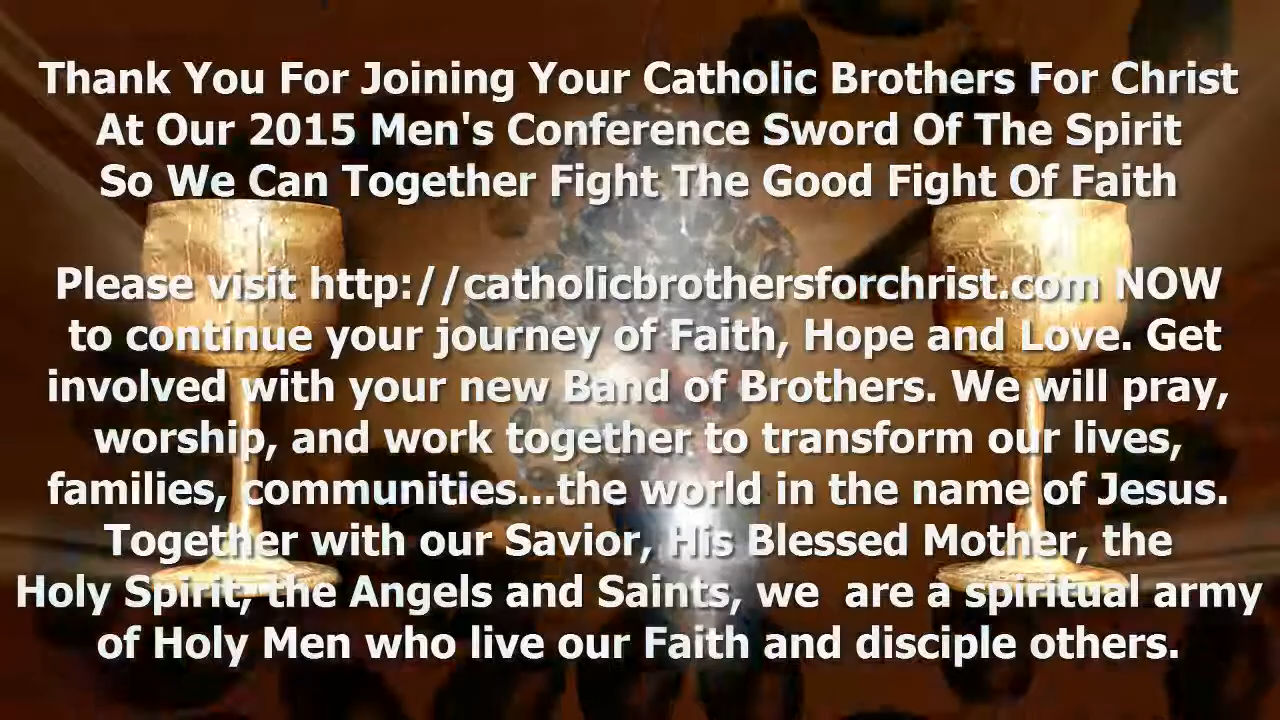 Thank You For Joining Your Catholic Brothers For Christ
At Our 2015 Men's Conference Sword Of The Spirit
So We Can Together Fight The Good Fight Of Faith
Please visit http://catholicbrothersforchrist.com NOW
to continue your journey of Faith, Hope and Love. Get
involved with your new Band of Brothers. We will pray,
worship, and work together to transform our lives,
families, communities...the world in the name of Jesus.
Together with our Savior, His Blessed Mother, the
Holy Spirit, the Angels and Saints, we  are a spiritual army
of Holy Men who live our Faith and disciple others.